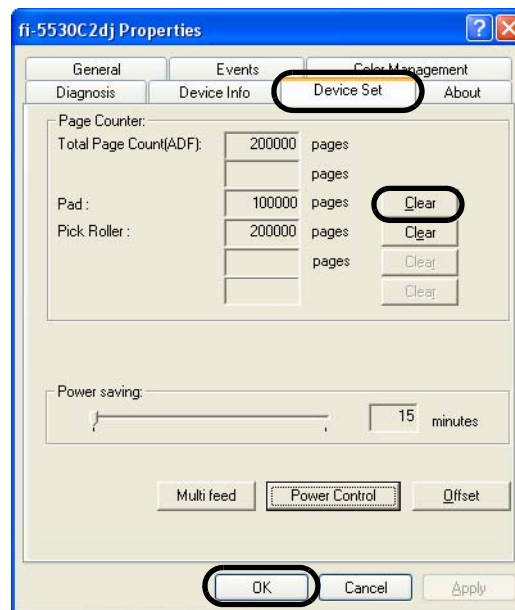 fi-5530C2dj Properties
General Events Color Management
Diagnosis Device Info Device Set About
Page Counter:
Total Page Count(ADF): 200000 pages
pages
Pad : 100000 pages Clear
Pick Roller : 200000 pages Clear
pages Clear
Clear
Power saving:
15 minutes
Multi feed Power Control Offset
OK Cancel Apply